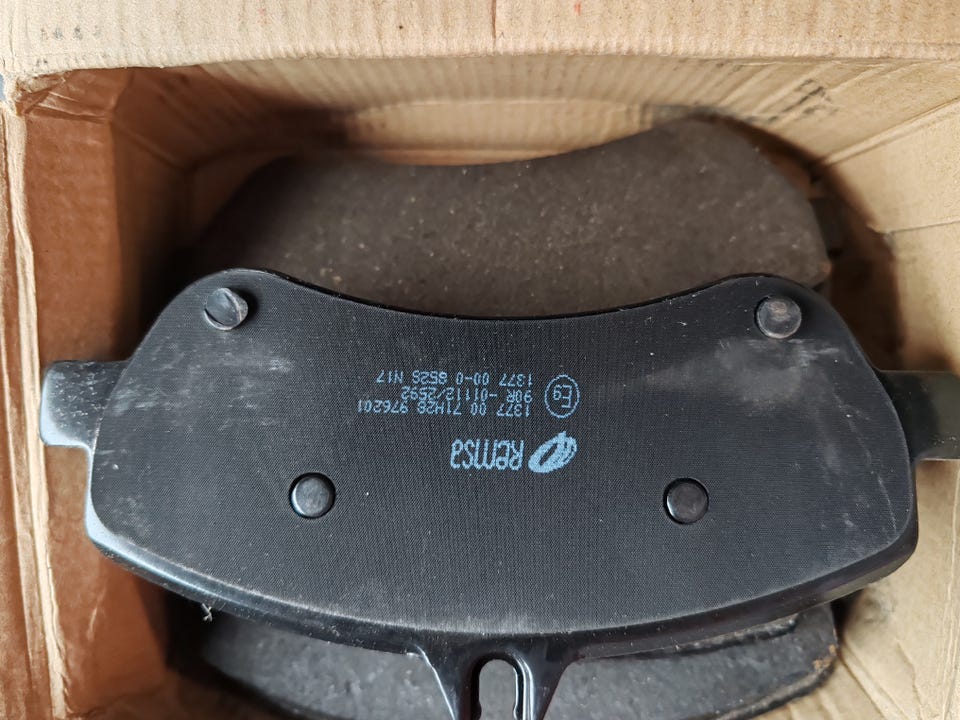 Remsa
1377 00 71H28 976201
E9 90R -01112/2592
1377 00-0 8528 N17